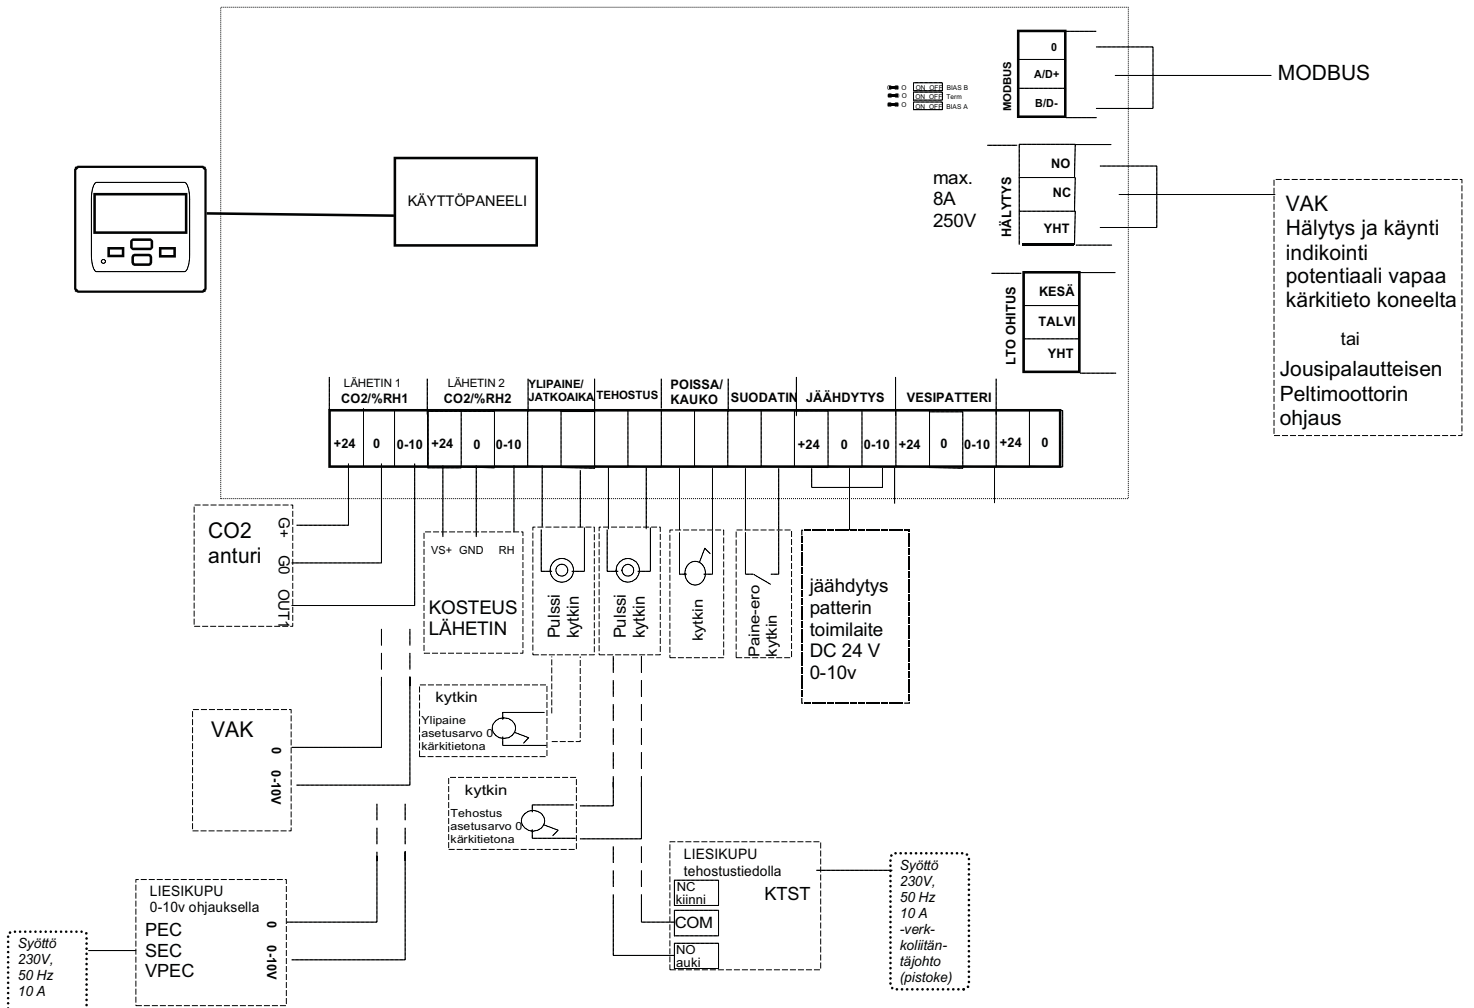 0
A/D+
B/D-
MODBUS
MODBUS
O ON OFF BIAS B
O ON OFF Term
O ON OFF BIAS A
NO
NC
YHT
HÄLYTYS
max.
8A
250V
VAK
Hälytys ja käynti
indikointi
potentiaali vapaa
kärkitieto koneelta
tai
Jousipalautteisen
Peltimoottorin
ohjaus
KÄYTTÖPANEELI
KESÄ
TALVI
YHT
LTO OHITUS
LÄHETIN 1
CO2/%RH1
LÄHETIN 2
CO2/%RH2
YLIPAINE/
JATKOAIKA
TEHOSTUS
POISSA/
KAUKO
SUODATIN
JÄÄHDYTYS
VESIPATTERI
+24 0 0-10 +24 0 0-10 +24 0 0-10 +24 0 0-10 +24 0
CO2
anturi
G+
G0
OUT1
VS+ GND RH
KOSTEUS
LÄHETIN
Pulssi
kytkin
Pulssi
kytkin
kytkin
Paine-ero
kytkin
jäähdytys
patterin
toimilaite
DC 24 V
0-10v
kytkin
Ylipaine
asetusarvo 0
kärkitietona
VAK
0
0-10V
kytkin
Tehostus
asetusarvo 0
kärkitietona
LIESIKUPU
tehostustiedolla
NC
kiinni
KTST
COM
NO
auki
Syöttö
230V,
50 Hz
10 A
-verk-
koliitän-
täjohto
(pistoke)
LIESIKUPU
0-10v ohjauksella
PEC
SEC
VPEC
0
0-10V
Syöttö
230V,
50 Hz
10 A